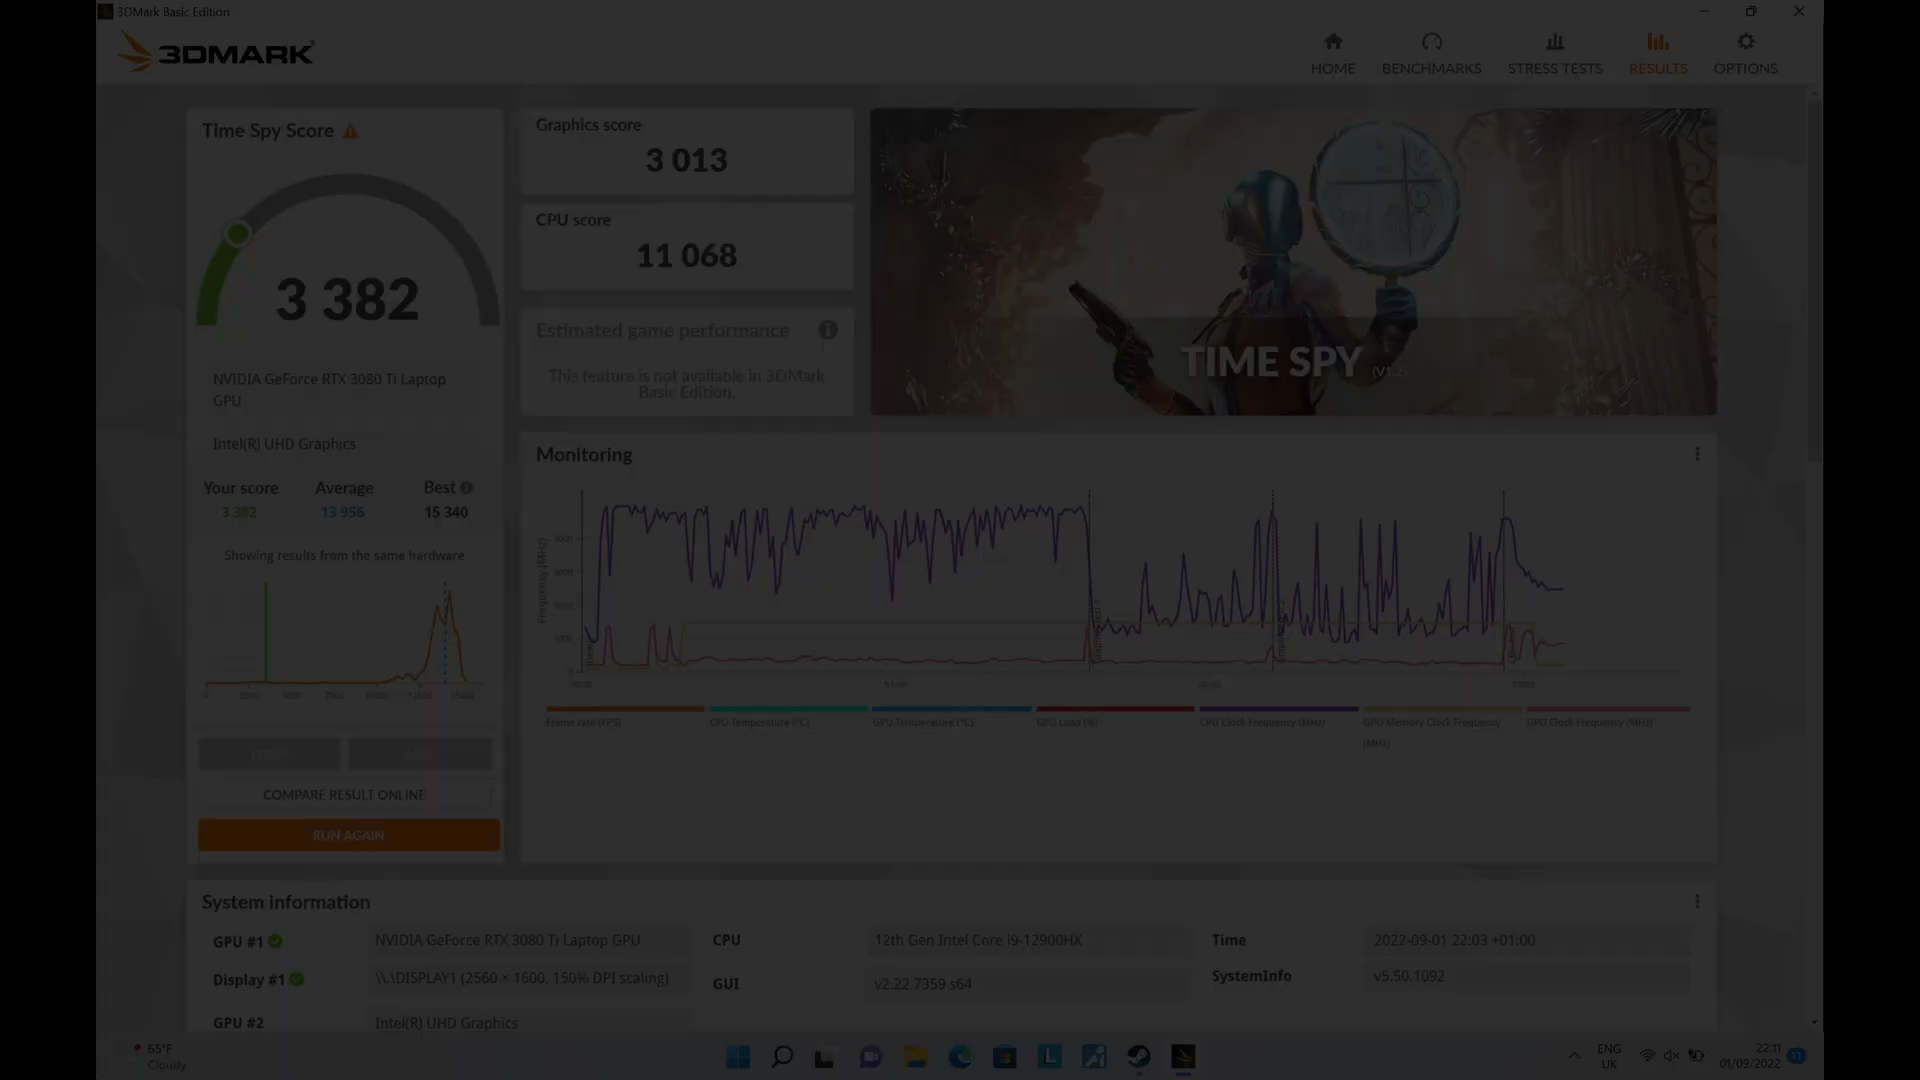 3DMark Basic Edition
3DMARK
HOME
BENCHMARKS
STRESS TESTS
RESULTS
OPTIONS
Time Spy Score
3 382
NVIDIA GeForce RTX 3080 Ti Laptop
GPU
Intel(R) UHD Graphics
Your score Average Best
3 382 13 956 15 340
Showing results from the same hardware
COMPARE RESULT ONLINE
RUN AGAIN
Graphics score
3 013
CPU score
11 068
Estimated game performance
This feature is not available in 3DMark
Basic Edition.
TIME SPY
Monitoring
Frequency (MHz)
Frame rate (FPS)
CPU Temperature (°C)
GPU Temperature (°C)
GPU Load (%)
CPU Clock Frequency (MHz)
GPU Memory Clock Frequency
(MHz)
GPU Clock Frequency (MHz)
System information
GPU #1 NVIDIA GeForce RTX 3080 Ti Laptop GPU
Display #1 \\.\DISPLAY1 (2560 × 1600, 150% DPI scaling)
GPU #2 Intel(R) UHD Graphics
CPU 12th Gen Intel Core i9-12900HX
GUI v2.22.7359 s64
Time 2022-09-01 22:03 +01:00
SystemInfo v5.50.1092
65°F
Cloudy
ENG
UK
22:11
01/09/2022
11